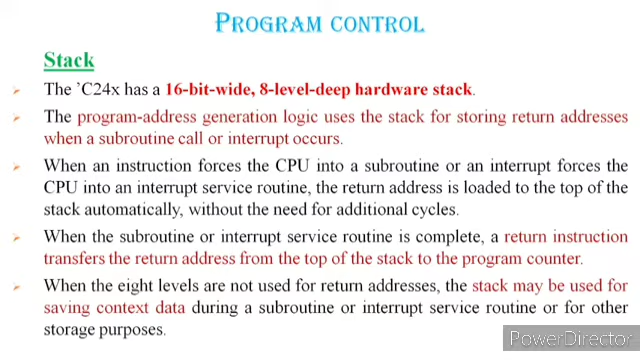 PROGRAM CONTROL
Stack
➢ The ’C24x has a 16-bit-wide, 8-level-deep hardware stack.
➢ The program-address generation logic uses the stack for storing return addresses
when a subroutine call or interrupt occurs.
➢ When an instruction forces the CPU into a subroutine or an interrupt forces the
CPU into an interrupt service routine, the return address is loaded to the top of the
stack automatically, without the need for additional cycles.
➢ When the subroutine or interrupt service routine is complete, a return instruction
transfers the return address from the top of the stack to the program counter.
➢ When the eight levels are not used for return addresses, the stack may be used for
saving context data during a subroutine or interrupt service routine or for other
storage purposes.
PowerDirector